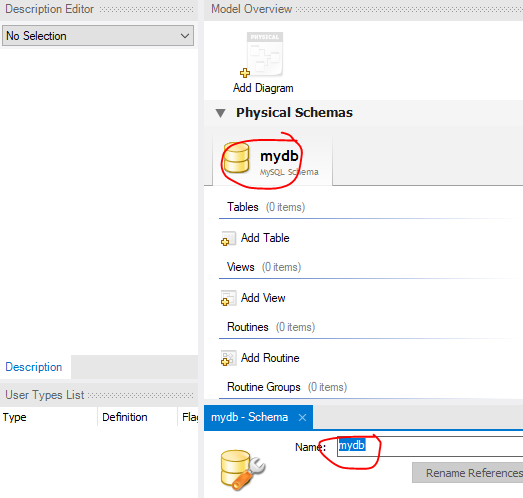 Description Editor
No Selection
Description
User Types List
Type Definition Flag
Model Overview
PHYSICAL
Add Diagram
Physical Schemas
mydb
MySQL Schema
Tables (0 items)
Add Table
Views (0 items)
Add View
Routines (0 items)
Add Routine
Routine Groups (0 items)
mydb - Schema
Name: mydb
Rename References